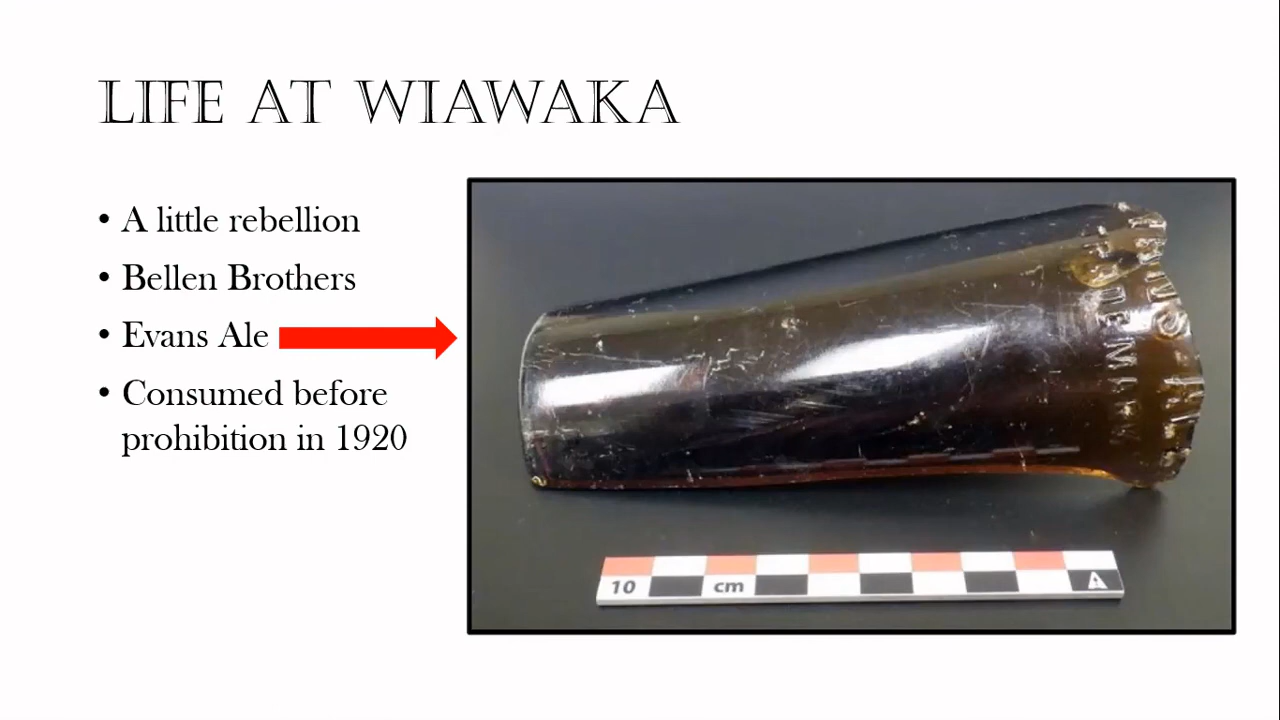 LIFE AT WIAWAKA
• A little rebellion
• Bellen Brothers
• Evans Ale
• Consumed before
prohibition in 1920
10 cm